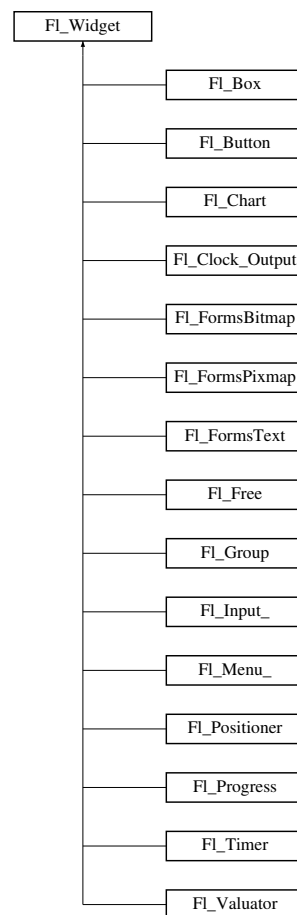 Fl_Widget
Fl_Box
Fl_Button
Fl_Chart
Fl_Clock_Output
Fl_FormsBitmap
Fl_FormsPixmap
Fl_FormsText
Fl_Free
Fl_Group
Fl_Input_
Fl_Menu_
Fl_Positioner
Fl_Progress
Fl_Timer
Fl_Valuator